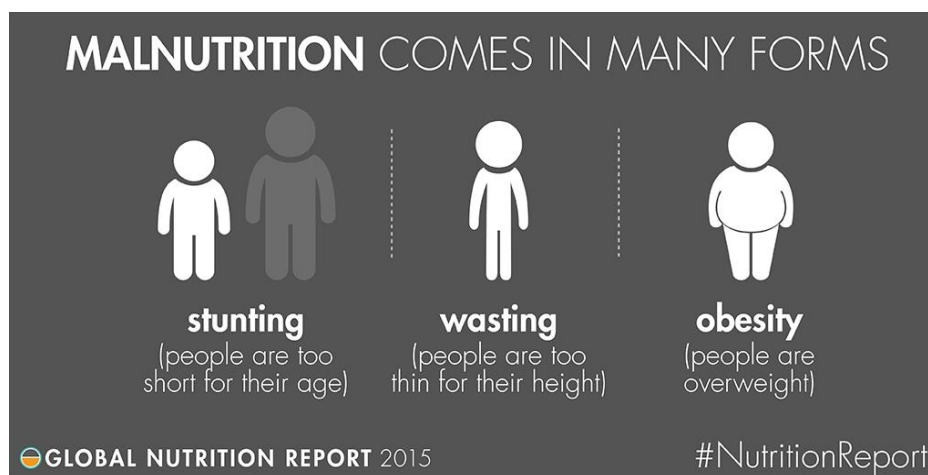 MALNUTRITION COMES IN MANY FORMS
stunting
(people are too
short for their age)
wasting
(people are too
thin for their height)
obesity
(people are
overweight)
GLOBAL NUTRITION REPORT 2015
#NutritionReport